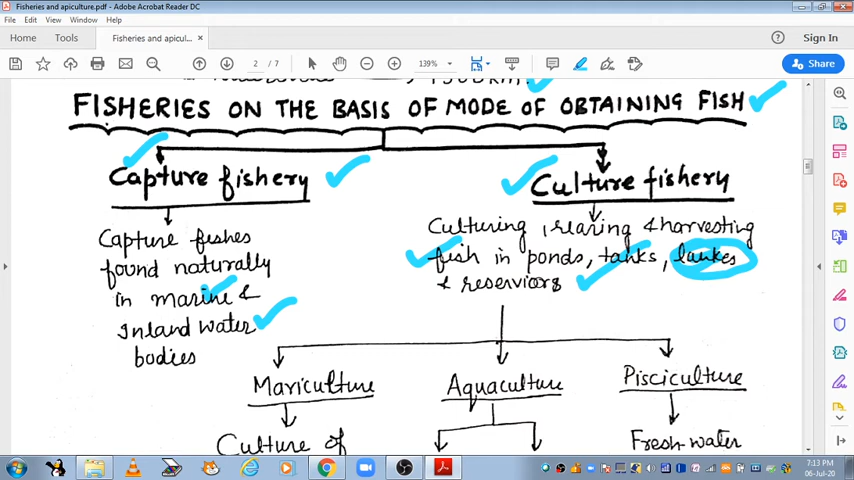 Fisheries and apiculture.pdf - Adobe Acrobat Reader DC
File Edit View Window Help
Home Tools Fisheries and apicul... × Sign In
2 / 7 139% Share
FISHERIES ON THE BASIS OF MODE OF OBTAINING FISH
Capture fishery
Culture fishery
Capture fishes
found naturally
in marine &
Inland water
bodies
Culturing , rearing & harvesting
fish in ponds, tanks, lankes
& reserviors
Mariculture
Aquaculture
Pisciculture
Culture of
Fresh water
7:13 PM
06-Jul-20